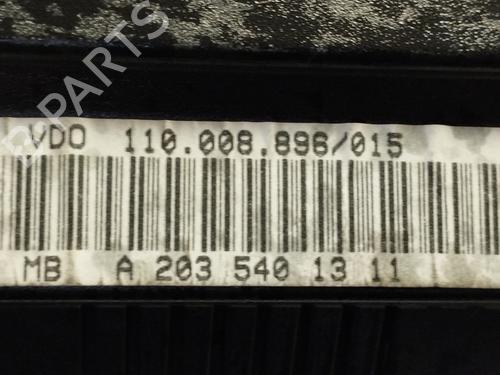 VDO 110.008.896/015
MB A 203 540 13 11
B-PARTS